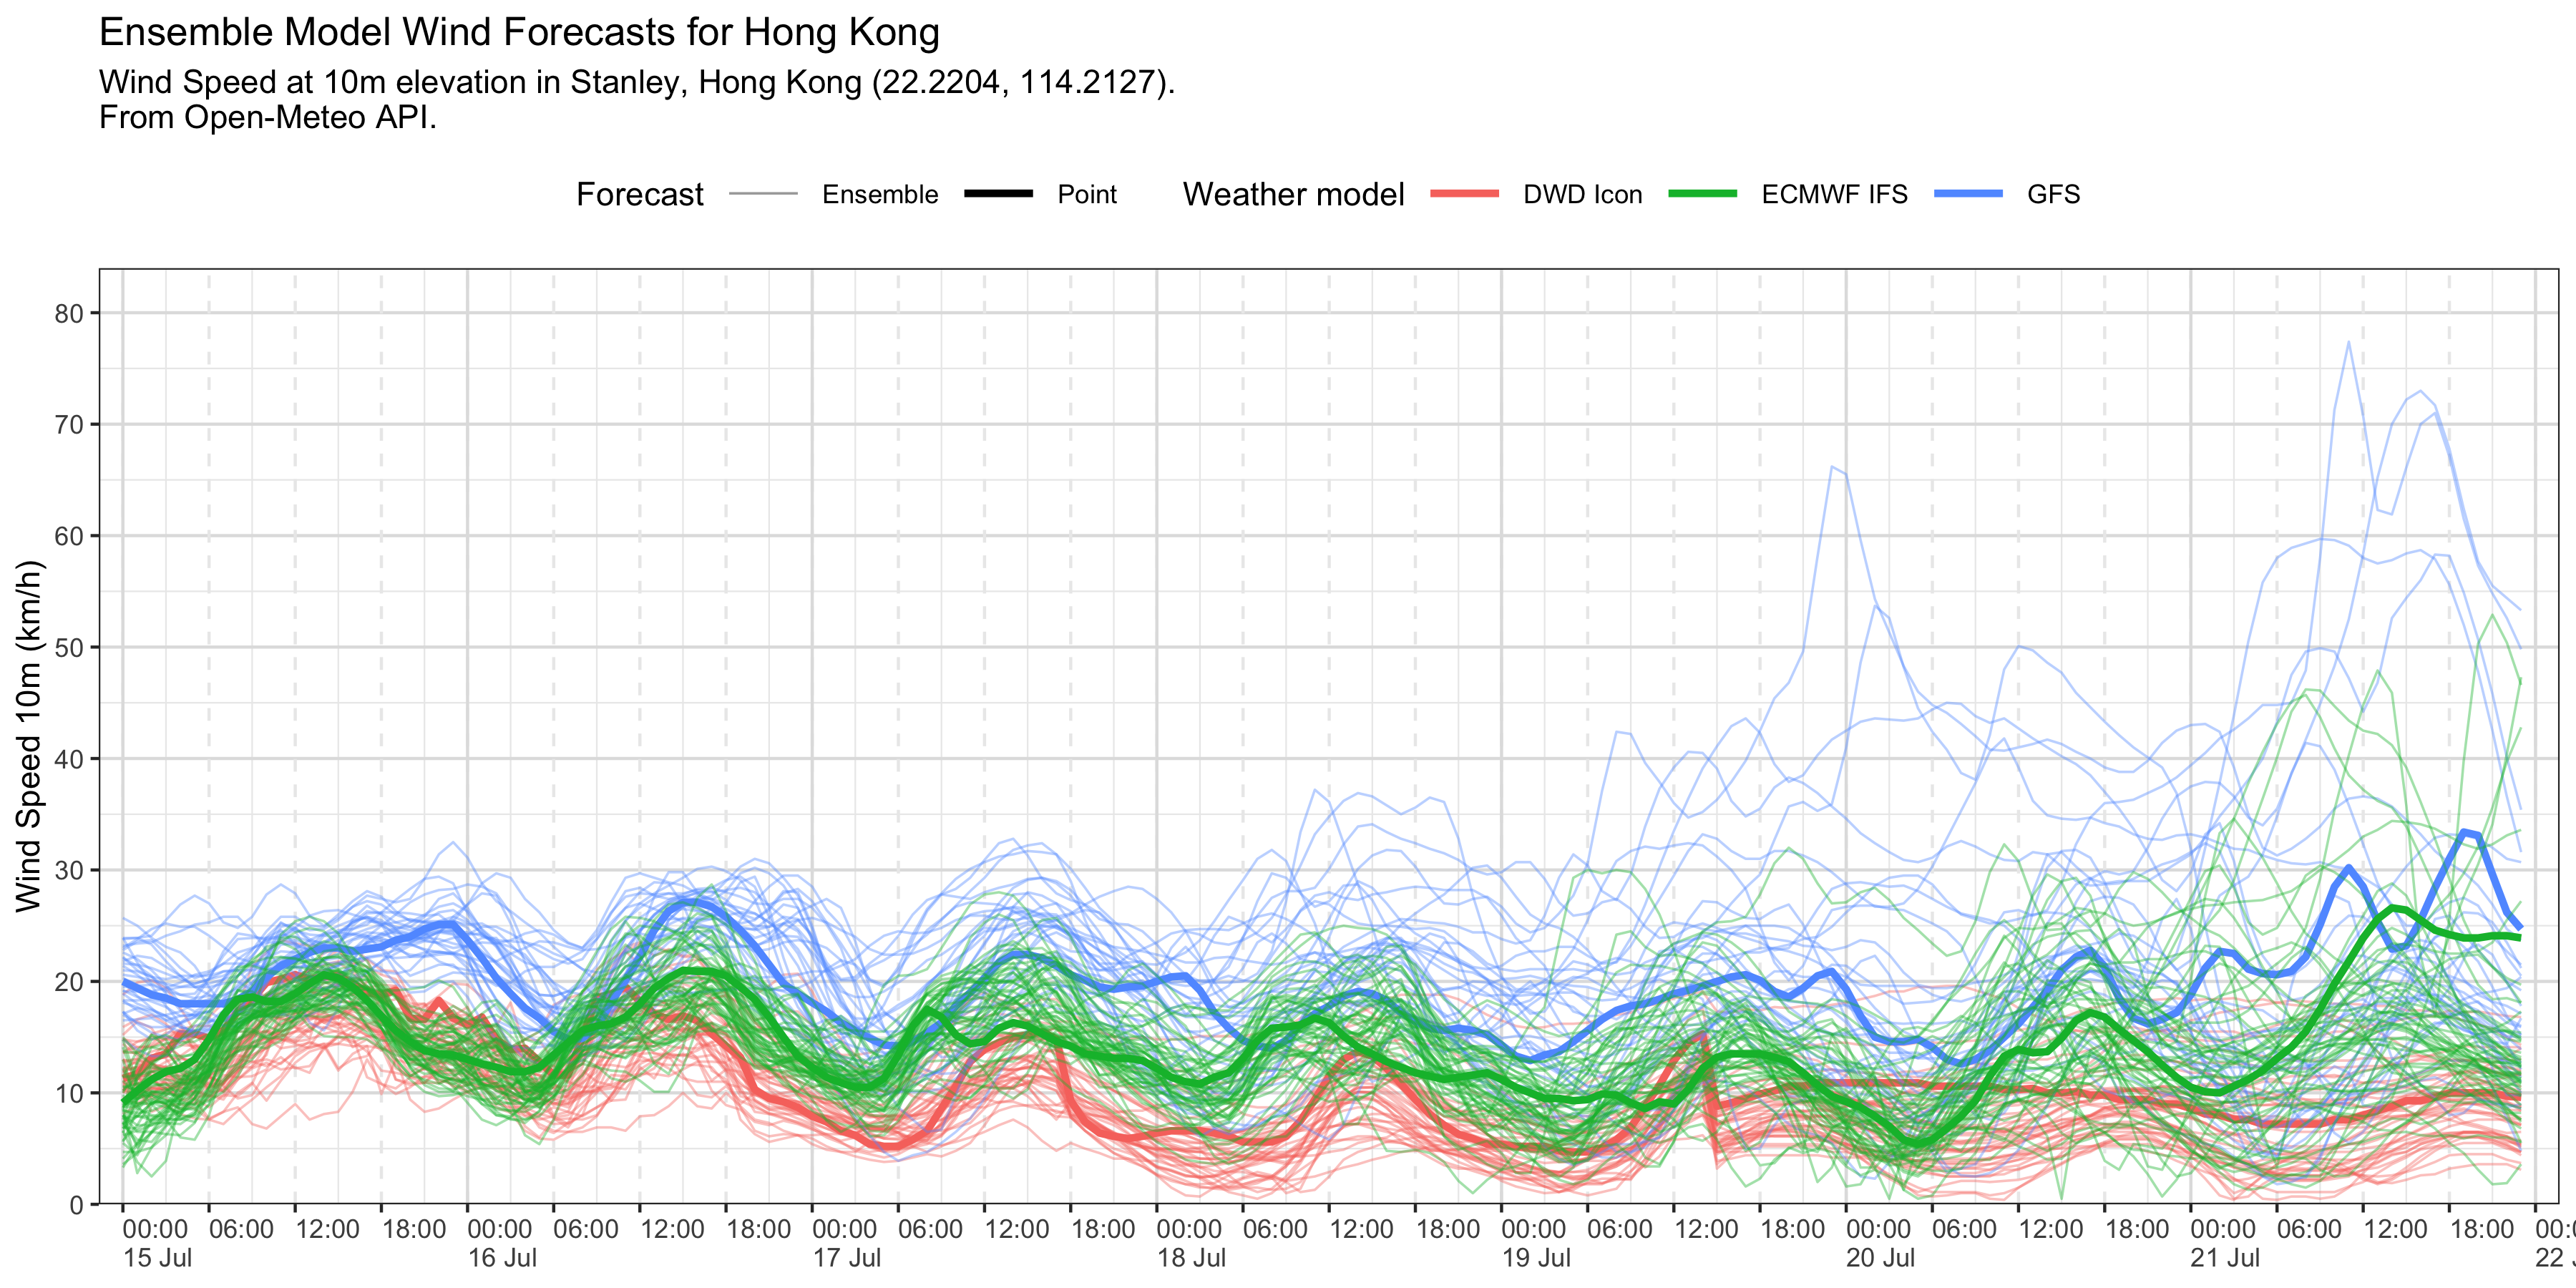 Ensemble Model Wind Forecasts for Hong Kong
Wind Speed at 10m elevation in Stanley, Hong Kong (22.2204, 114.2127).
From Open-Meteo API.
Forecast Ensemble Point Weather model DWD Icon ECMWF IFS GFS
Wind Speed 10m (km/h)
80
70
60
50
40
30
20
10
0
00:00 06:00 12:00 18:00 00:00 06:00 12:00 18:00 00:00 06:00 12:00 18:00 00:00 06:00 12:00 18:00 00:00 06:00 12:00 18:00 00:00 06:00 12:00 18:00 00:00 06:00 12:00 18:00
15 Jul 16 Jul 17 Jul 18 Jul 19 Jul 20 Jul 21 Jul 22